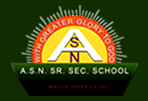 WITH GREATER GLORY TO GOD
A
S N
A.S.N. SR. SEC. SCHOOL